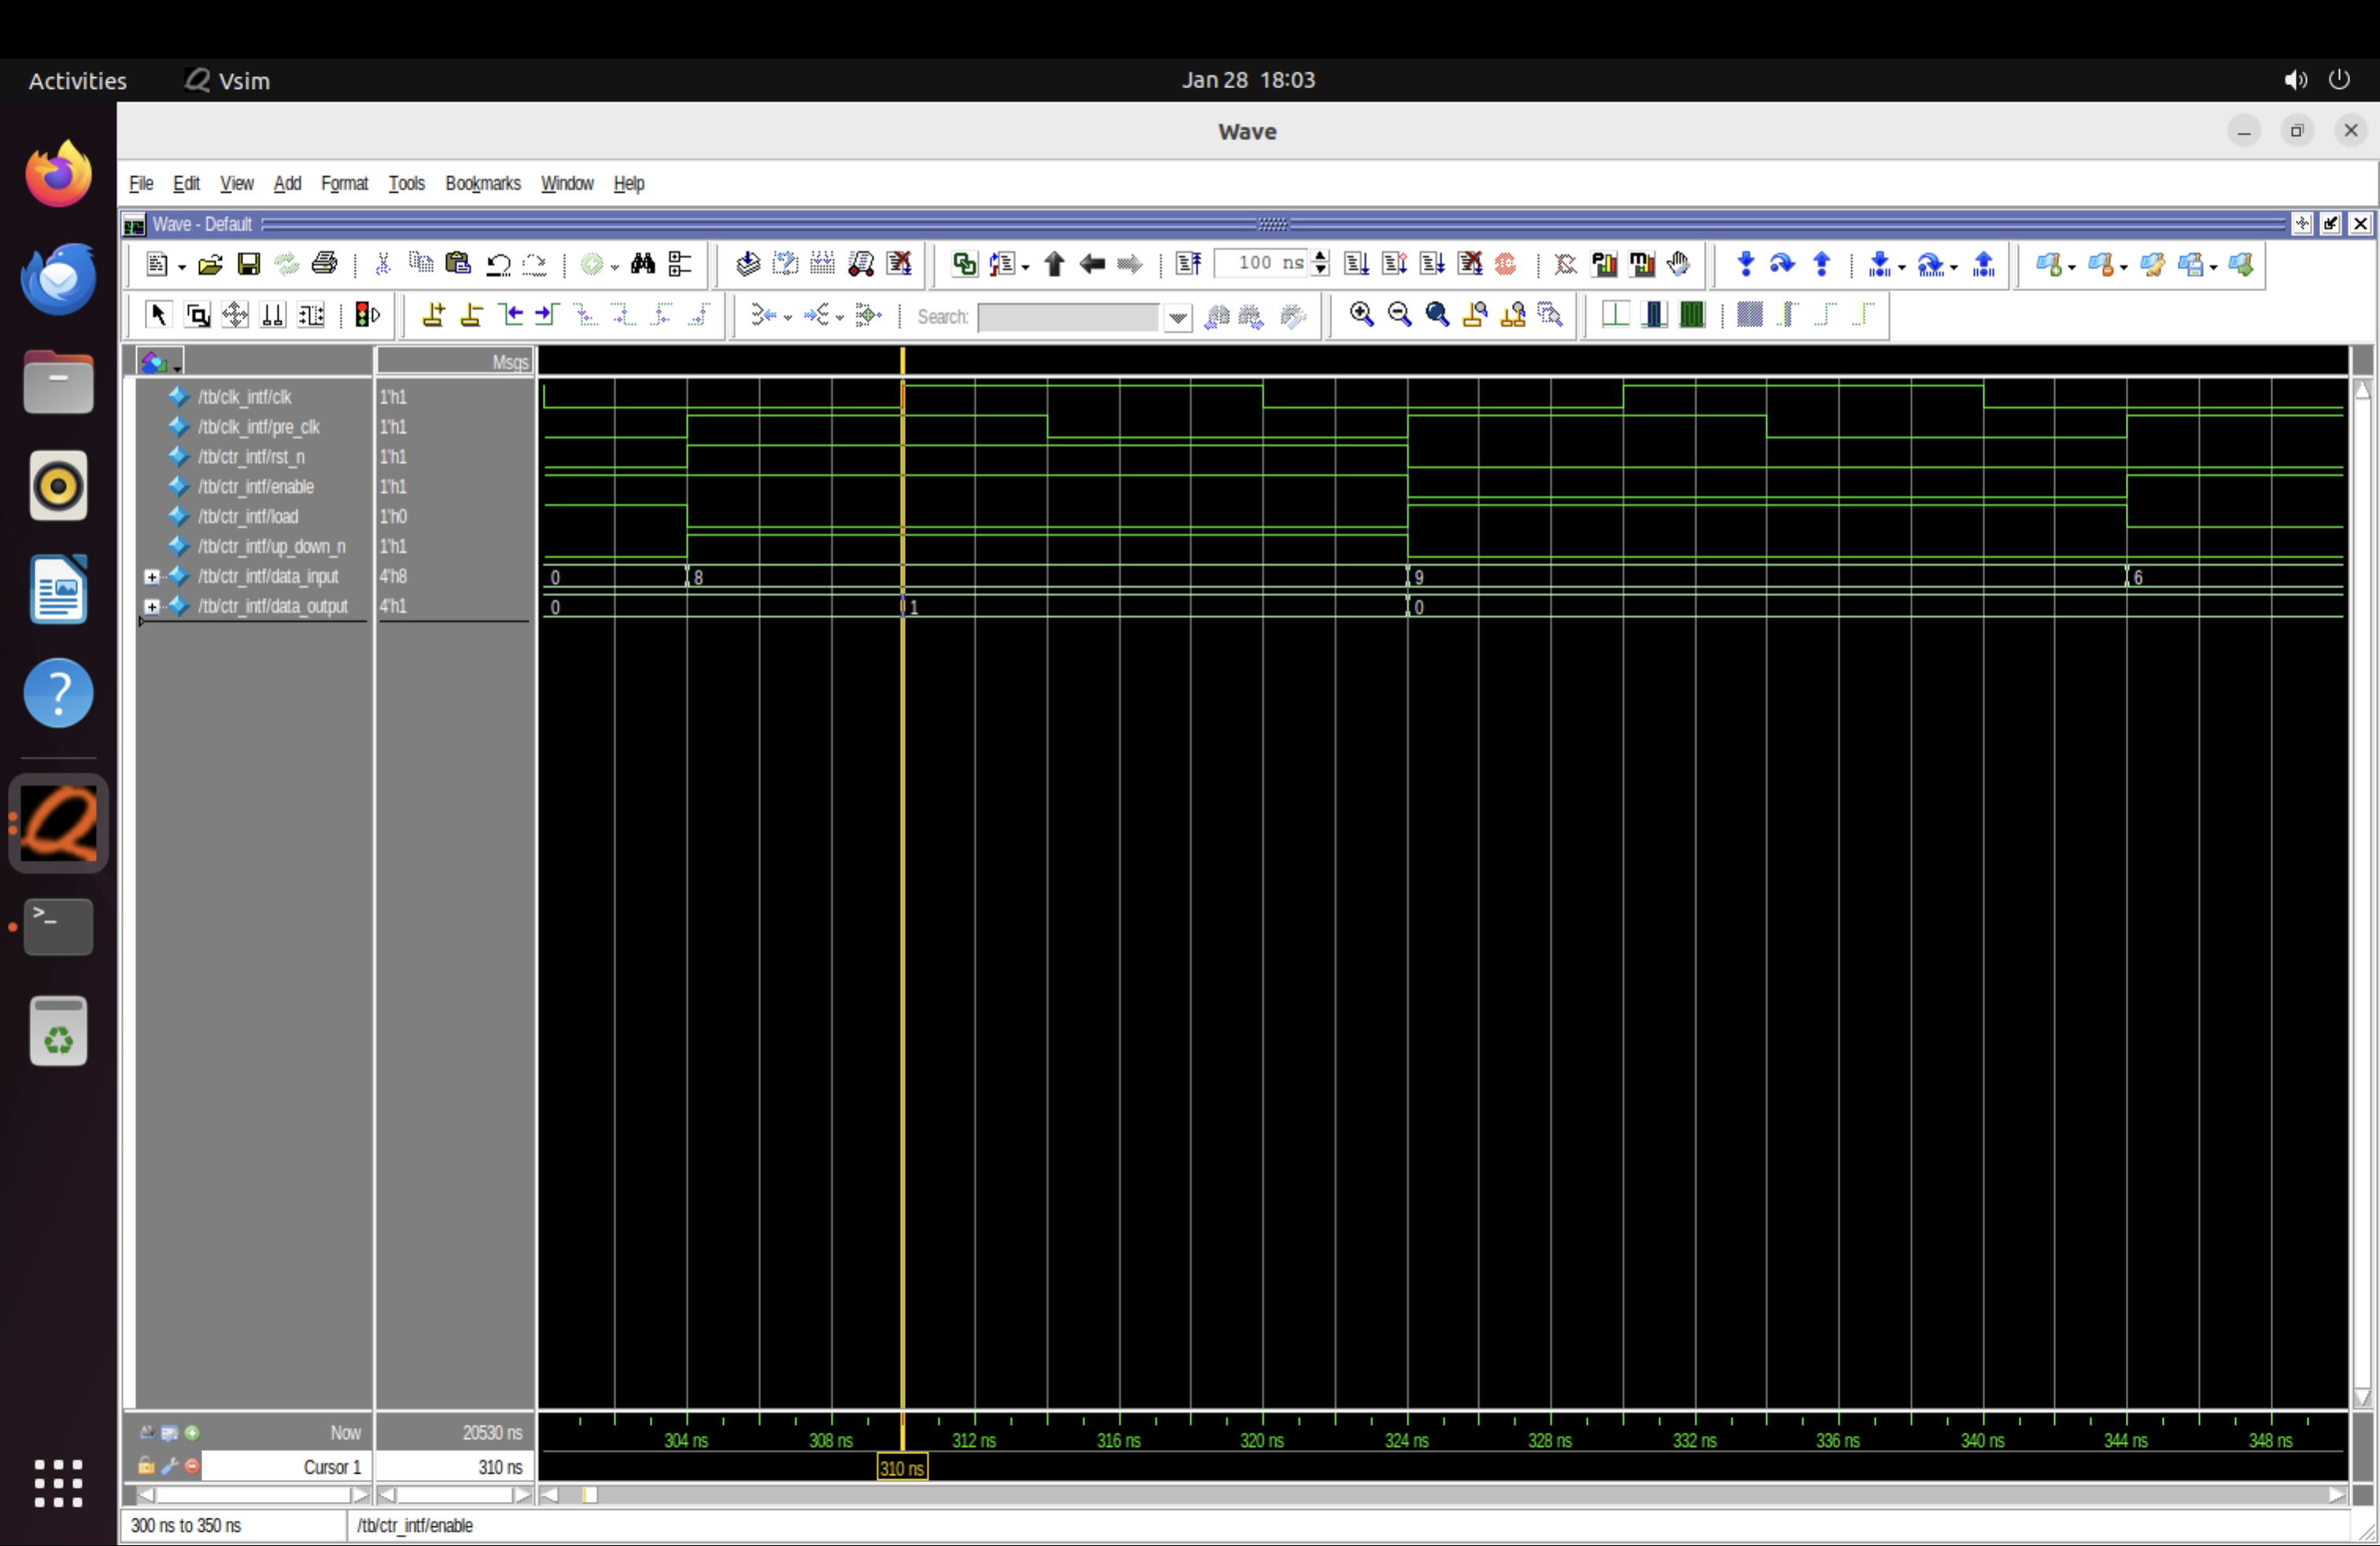 Activities Vsim Jan 28 18:03
Wave
File Edit View Add Format Tools Bookmarks Window Help
Wave - Default
100 ns
Search:
Msgs
/tb/clk_intf/clk 1'h1
/tb/clk_intf/pre_clk 1'h1
/tb/ctr_intf/rst_n 1'h1
/tb/ctr_intf/enable 1'h1
/tb/ctr_intf/load 1'h0
/tb/ctr_intf/up_down_n 1'h1
/tb/ctr_intf/data_input 4'h8 0 8 9 6
/tb/ctr_intf/data_output 4'h1 0 1 0
Now 20530 ns 304 ns 308 ns 312 ns 316 ns 320 ns 324 ns 328 ns 332 ns 336 ns 340 ns 344 ns 348 ns
Cursor 1 310 ns 310 ns
300 ns to 350 ns /tb/ctr_intf/enable